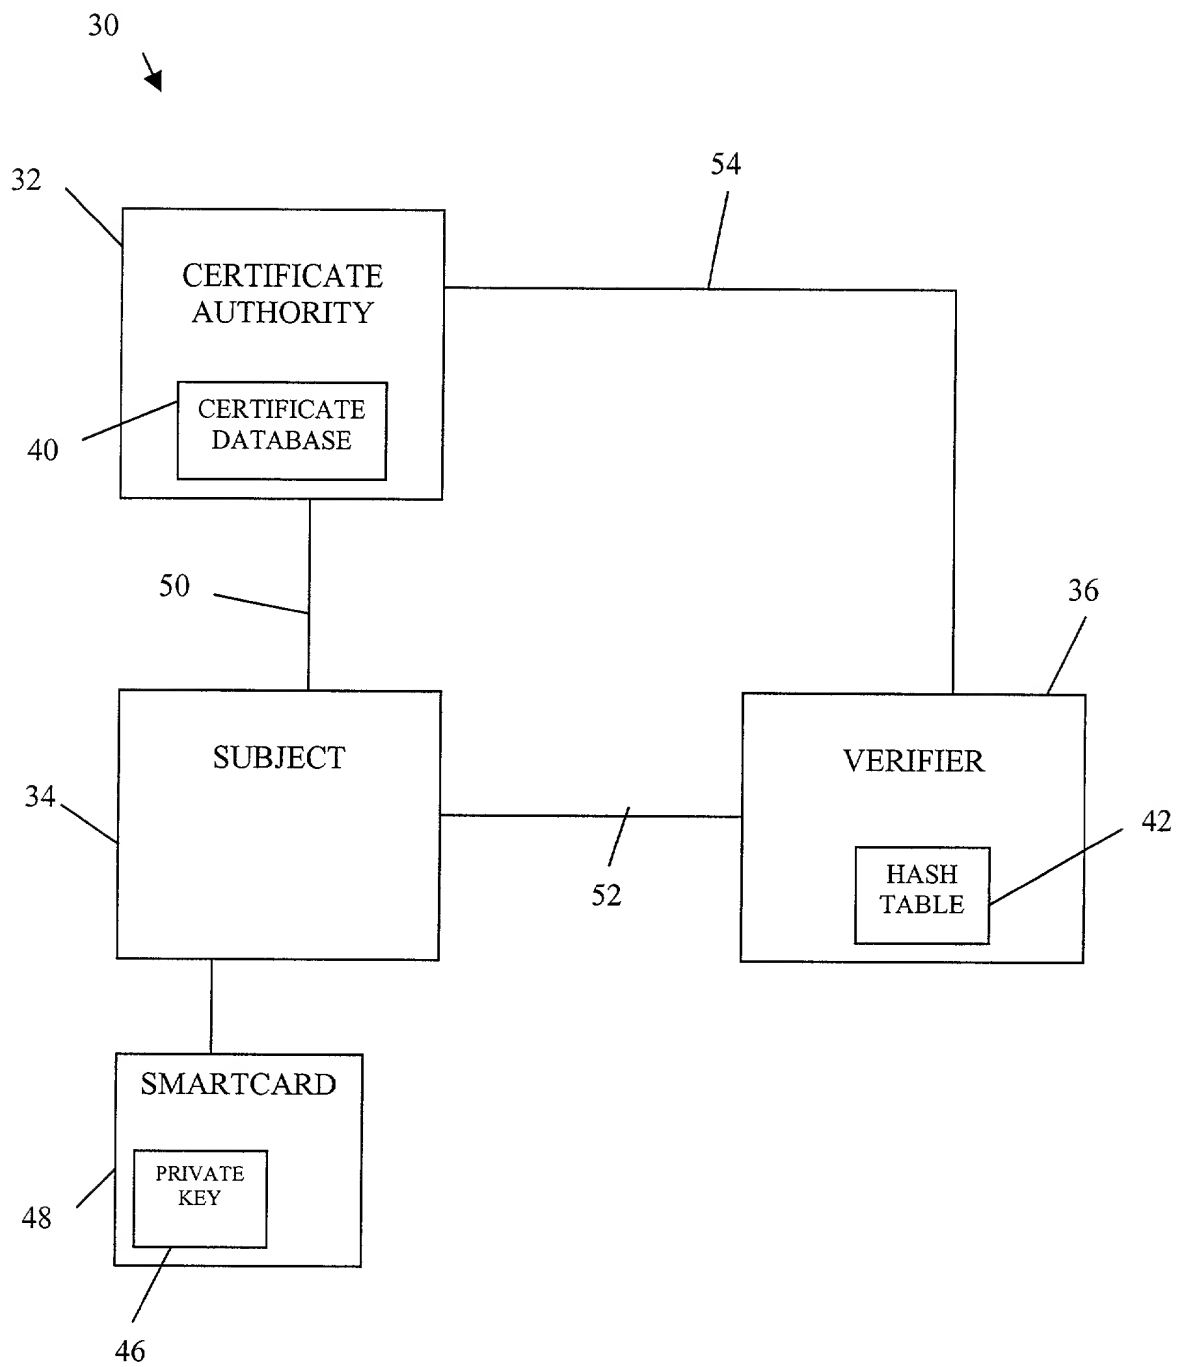 30
32
54
CERTIFICATE
AUTHORITY
CERTIFICATE
DATABASE
40
50
36
SUBJECT
VERIFIER
34
42
HASH
TABLE
52
SMARTCARD
PRIVATE
KEY
48
46